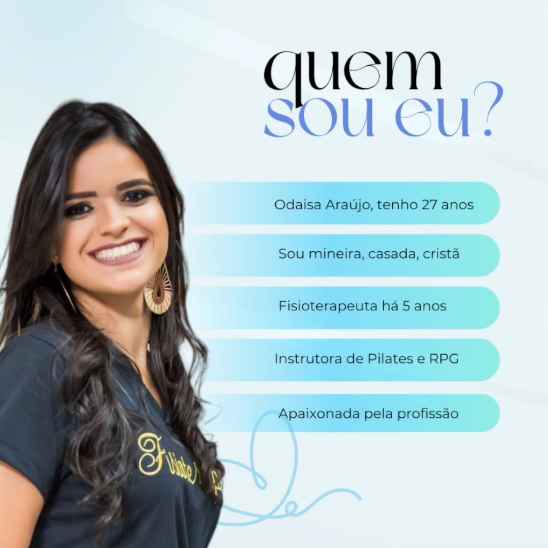 quem
sou eu?
Odaisa Araújo, tenho 27 anos
Sou mineira, casada, cristã
Fisioterapeuta há 5 anos
Instrutora de Pilates e RPG
Apaixonada pela profissão